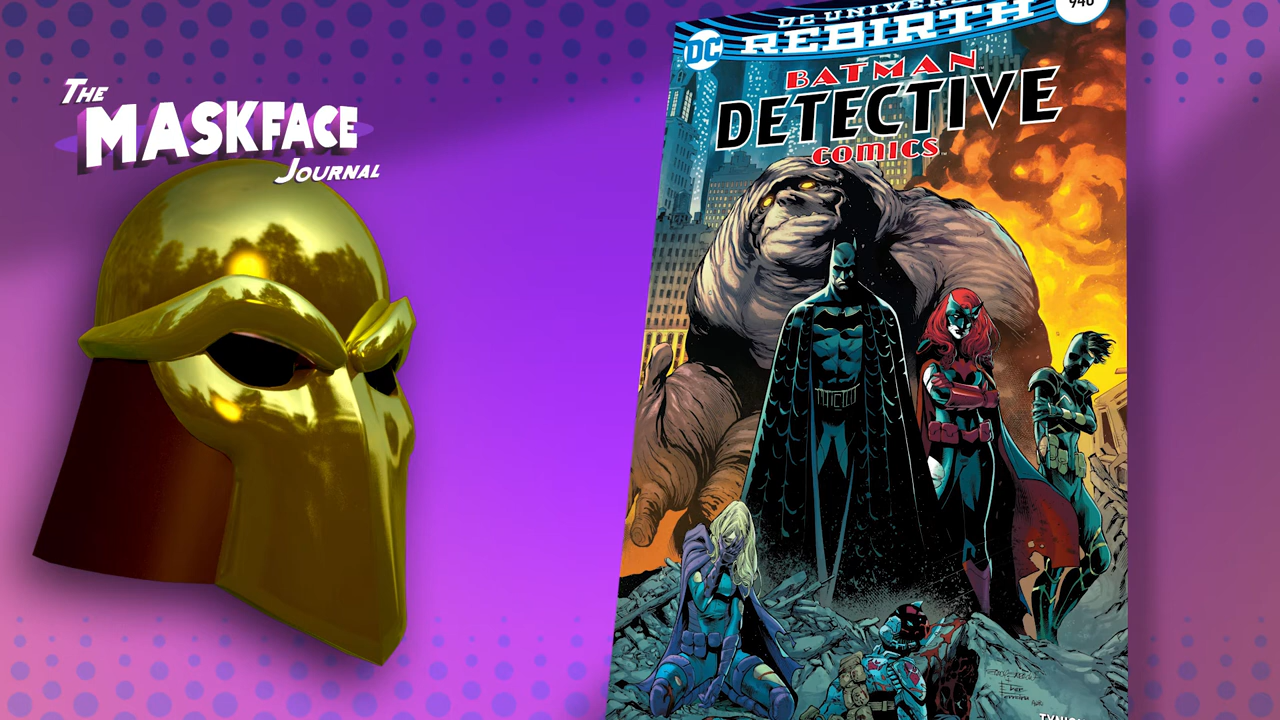 THE
MASKFACE
JOURNAL
DC UNIVERSE
REBIRTH
DC
BATMAN
DETECTIVE
COMICS